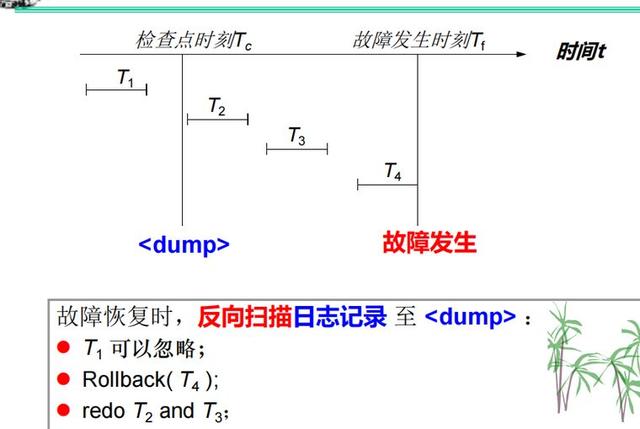 检查点时刻Tc 故障发生时刻Tf
时间t
T1
T2
T3
T4
<dump> 故障发生
故障恢复时，反向扫描日志记录 至 <dump>：
● T1 可以忽略；
● Rollback( T4 );
● redo T2 and T3；